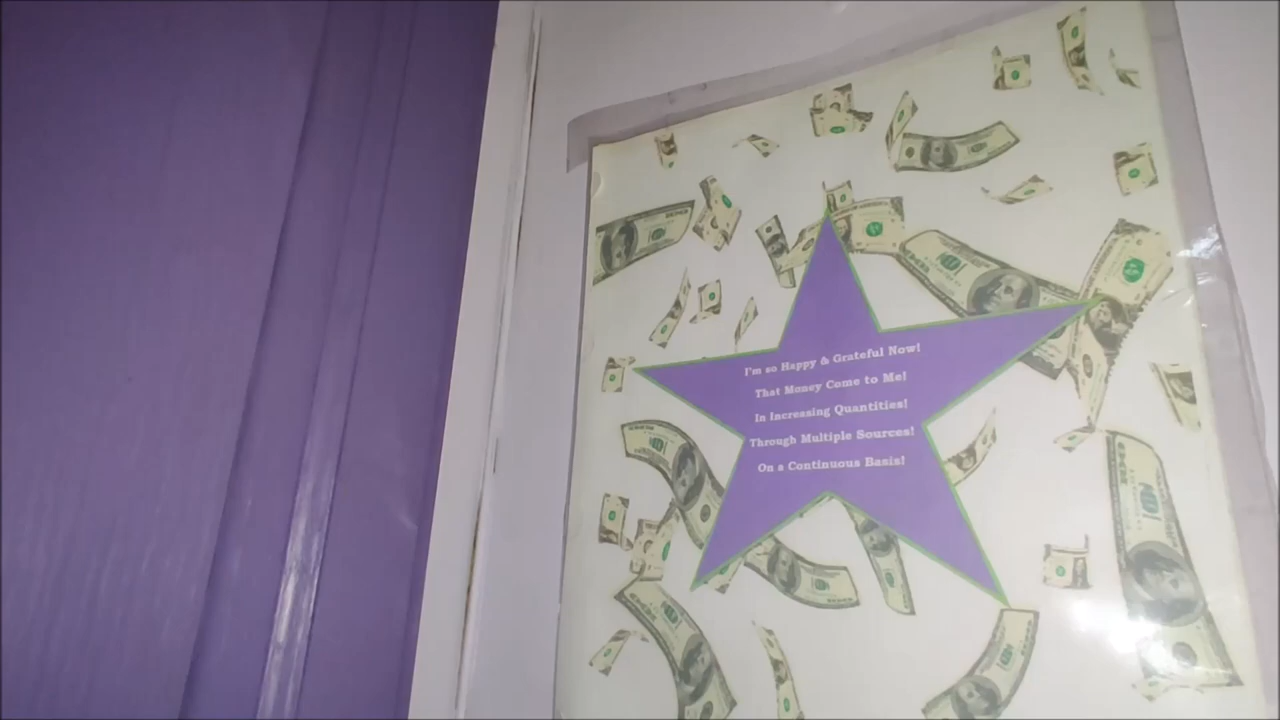 I'm so Happy & Grateful Now!
That Money Come to Me!
In Increasing Quantities!
Through Multiple Sources!
On a Continuous Basis!